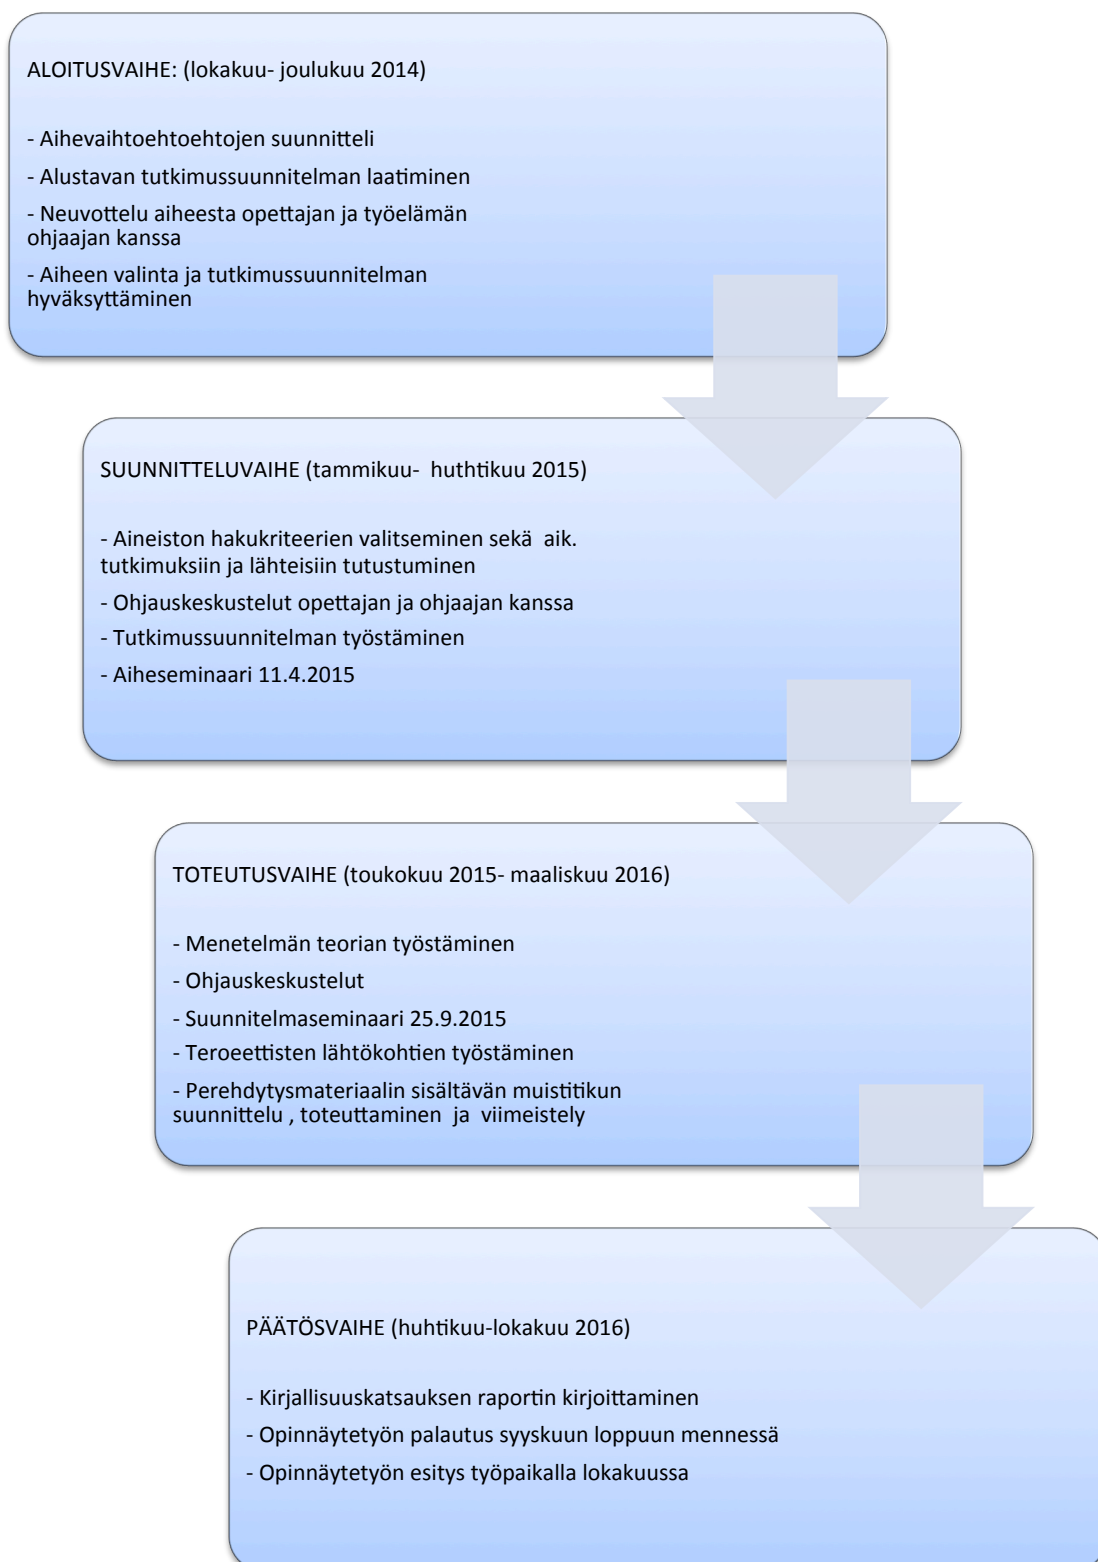 ALOITUSVAIHE: (lokakuu- joulukuu 2014)
- Aihevaihtoehtoehtojen suunnitteli
- Alustavan tutkimussuunnitelman laatiminen
- Neuvottelu aiheesta opettajan ja työelämän
ohjaajan kanssa
- Aiheen valinta ja tutkimussuunnitelman
hyväksyttäminen
SUUNNITTELUVAIHE (tammikuu-  huthtikuu 2015)
- Aineiston hakukriteerien valitseminen sekä  aik.
tutkimuksiin ja lähteisiin tutustuminen
- Ohjauskeskustelut opettajan ja ohjaajan kanssa
- Tutkimussuunnitelman työstäminen
- Aiheseminaari 11.4.2015
TOTEUTUSVAIHE (toukokuu 2015- maaliskuu 2016)
- Menetelmän teorian työstäminen
- Ohjauskeskustelut
- Suunnitelmaseminaari 25.9.2015
- Teroeettisten lähtökohtien työstäminen
- Perehdytysmateriaalin sisältävän muistitikun
suunnittelu , toteuttaminen  ja  viimeistely
PÄÄTÖSVAIHE (huhtikuu-lokakuu 2016)
- Kirjallisuuskatsauksen raportin kirjoittaminen
- Opinnäytetyön palautus syyskuun loppuun mennessä
- Opinnäytetyön esitys työpaikalla lokakuussa